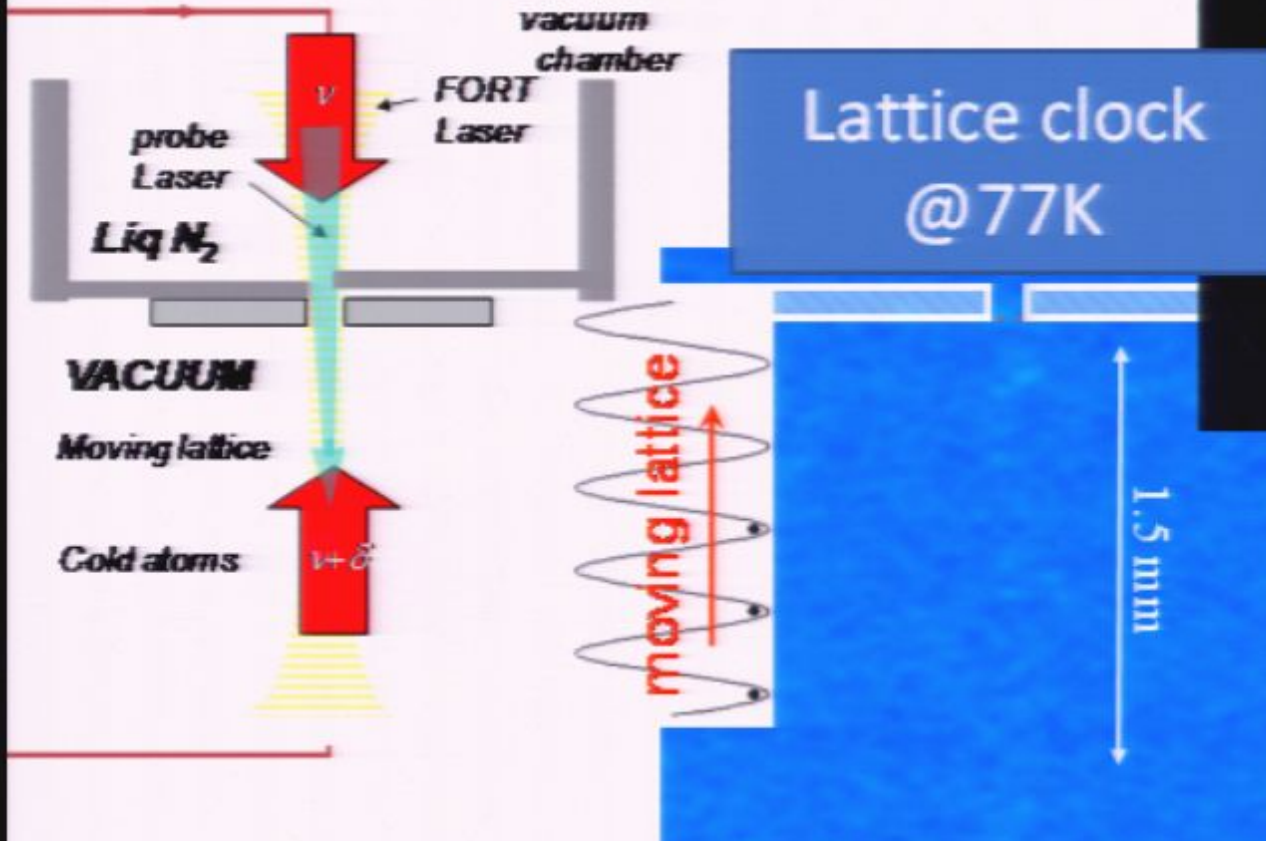 vacuum
chamber
ν
FORT
Laser
probe
Laser
Liq N₂
VACUUM
Moving lattice
Cold atoms
ν+ δ
Lattice clock
@77K
moving lattice
1.5 mm